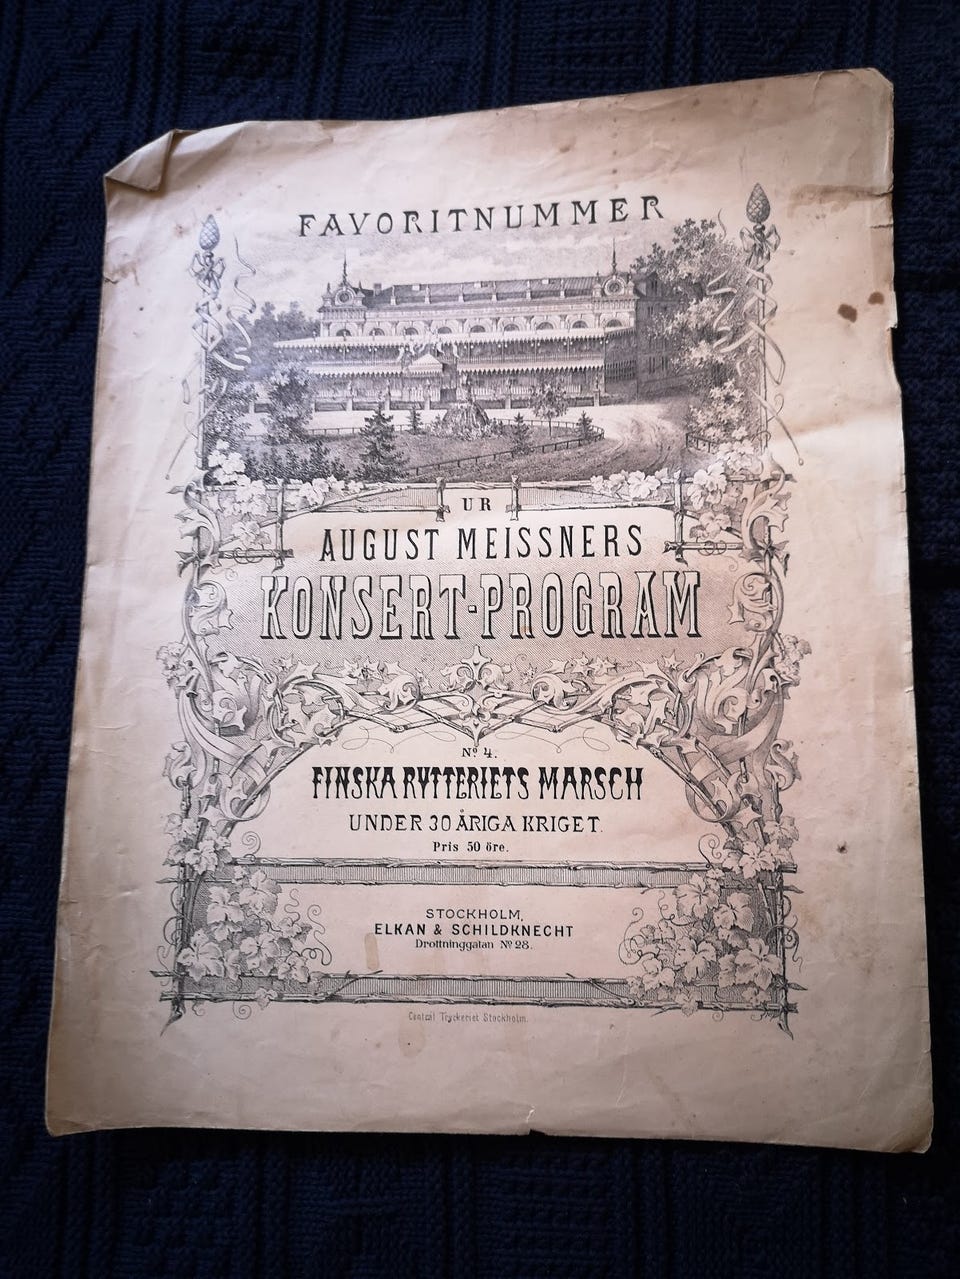 FAVORITNUMMER
UR
AUGUST MEISSNERS
KONSERT-PROGRAM
Nº 4.
FINSKA RYTTERIETS MARSCH
UNDER 30 ÅRIGA KRIGET.
Pris 50 öre.
STOCKHOLM,
ELKAN & SCHILDKNECHT
Drottninggatan Nº 28.
Central Tryckeriet Stockholm.